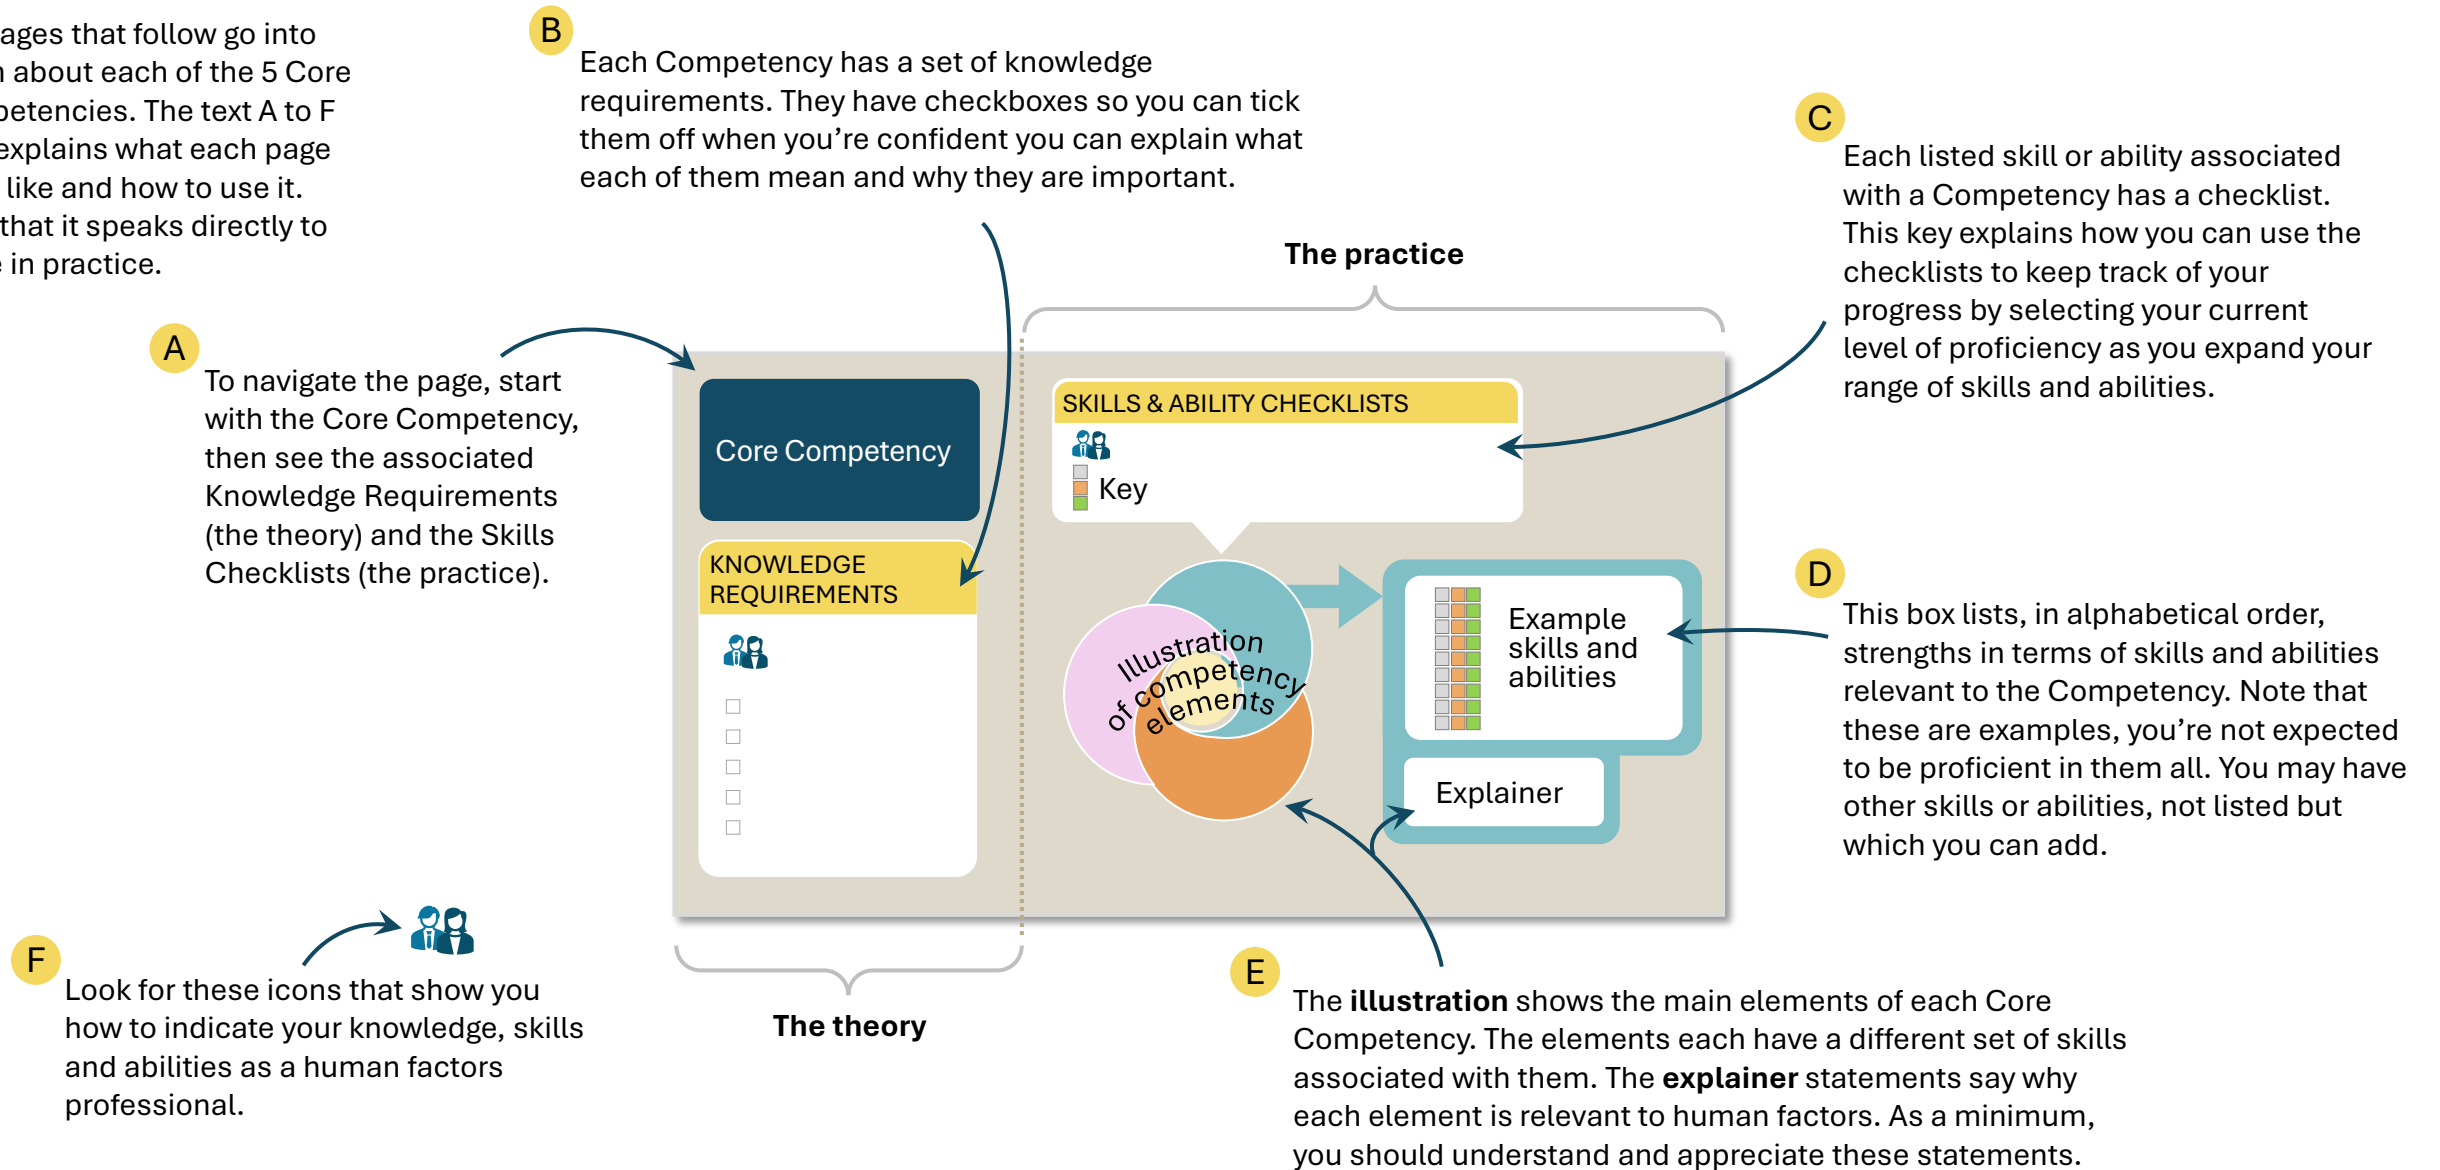 ages that follow go into
about each of the 5 Core
petencies. The text A to F
explains what each page
like and how to use it.
that it speaks directly to
in practice.
B
Each Competency has a set of knowledge
requirements. They have checkboxes so you can tick
them off when you’re confident you can explain what
each of them mean and why they are important.
C
Each listed skill or ability associated
with a Competency has a checklist.
This key explains how you can use the
checklists to keep track of your
progress by selecting your current
level of proficiency as you expand your
range of skills and abilities.
The practice
A
To navigate the page, start
with the Core Competency,
then see the associated
Knowledge Requirements
(the theory) and the Skills
Checklists (the practice).
Core Competency
SKILLS & ABILITY CHECKLISTS
Key
KNOWLEDGE
REQUIREMENTS
Illustration
of competency
elements
Example
skills and
abilities
Explainer
D
This box lists, in alphabetical order,
strengths in terms of skills and abilities
relevant to the Competency. Note that
these are examples, you’re not expected
to be proficient in them all. You may have
other skills or abilities, not listed but
which you can add.
F
Look for these icons that show you
how to indicate your knowledge, skills
and abilities as a human factors
professional.
The theory
E
The illustration shows the main elements of each Core
Competency. The elements each have a different set of skills
associated with them. The explainer statements say why
each element is relevant to human factors. As a minimum,
you should understand and appreciate these statements.